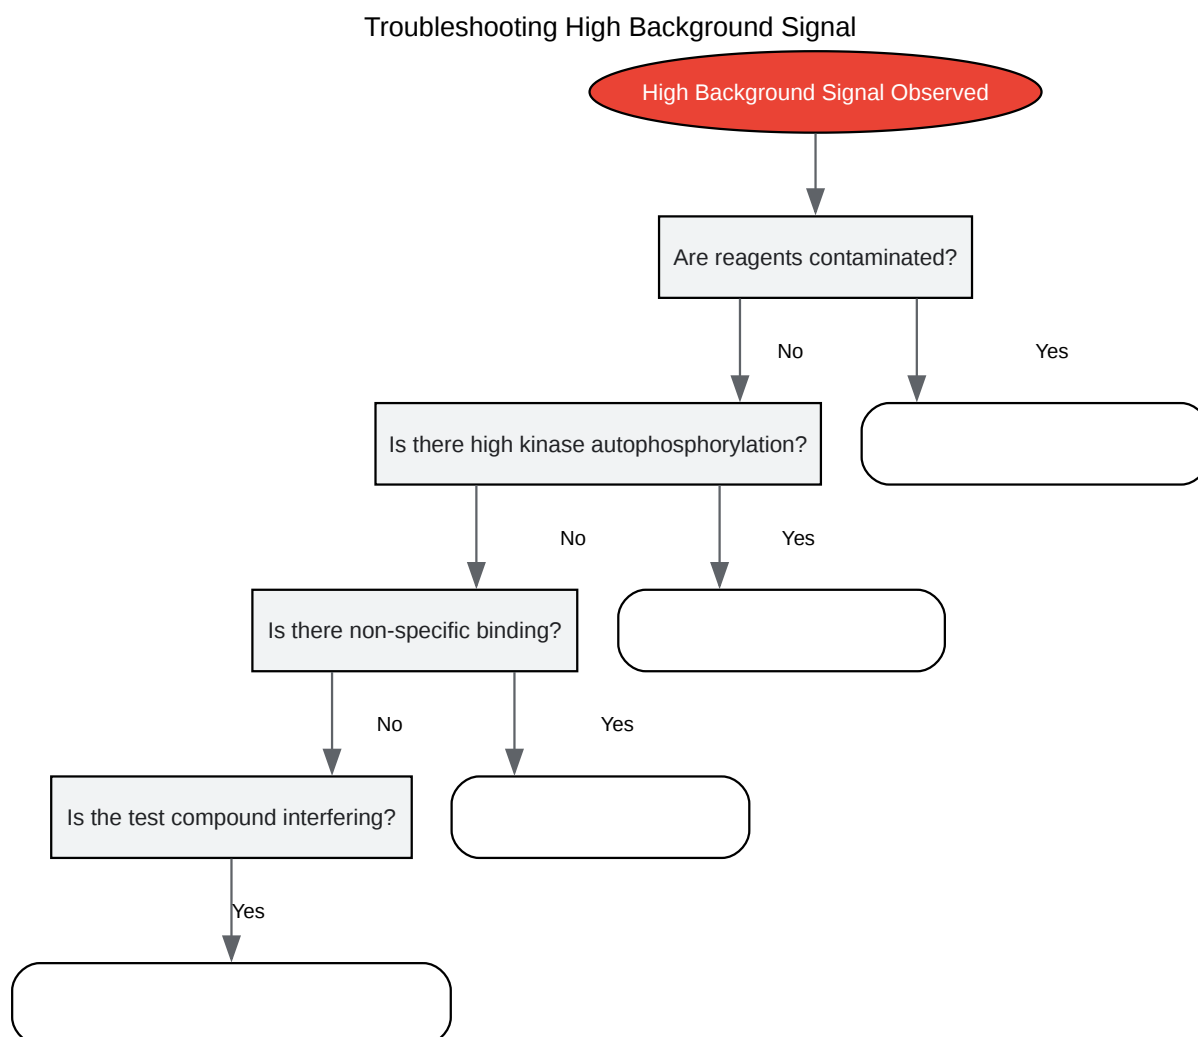 Troubleshooting High Background Signal
High Background Signal Observed
Are reagents contaminated?
No
Yes
Is there high kinase autophosphorylation?
No
Yes
Is there non-specific binding?
No
Yes
Is the test compound interfering?
Yes